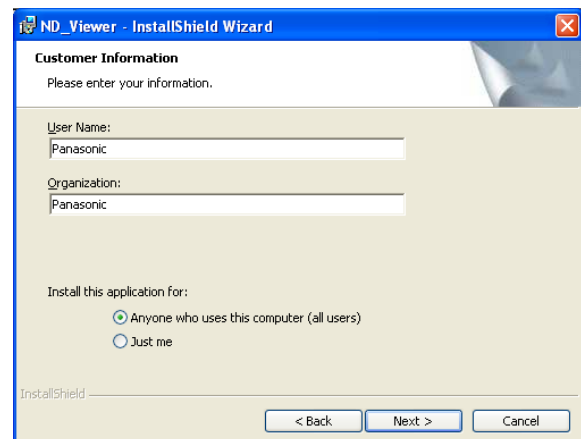 ND_Viewer - InstallShield Wizard
Customer Information
Please enter your information.
User Name:
Panasonic
Organization:
Panasonic
Install this application for:
Anyone who uses this computer (all users)
Just me
InstallShield
< Back Next > Cancel